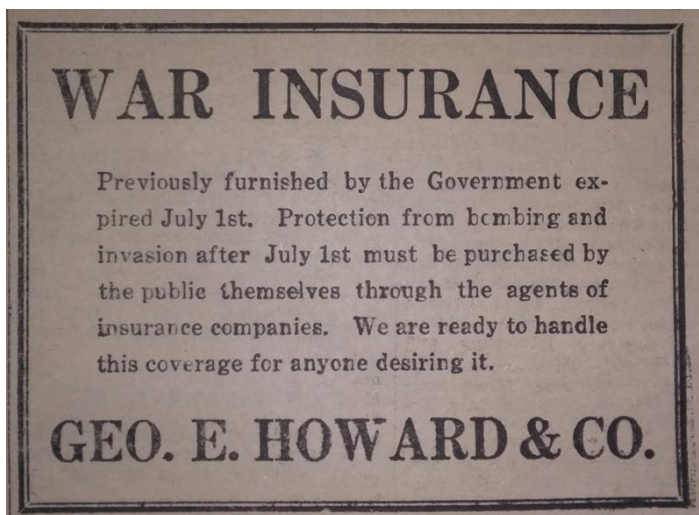 WAR INSURANCE
Previously furnished by the Government ex-
pired July 1st. Protection from bombing and
invasion after July 1st must be purchased by
the public themselves through the agents of
insurance companies. We are ready to handle
this coverage for anyone desiring it.
GEO. E. HOWARD & CO.